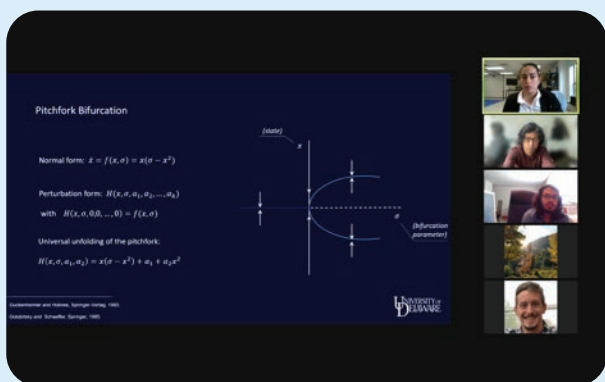 Pitchfork Bifurcation
Normal form: ẋ = f(x, σ) = x(σ − x²)
Perturbation form: H(x, σ, a₁, a₂, …, aₖ)
with H(x, σ, 0,0, …, 0) = f(x, σ)
Universal unfolding of the pitchfork:
H(x, σ, a₁, a₂) = x(σ − x²) + a₁ + a₂x²
[state]
x
σ
[bifurcation
parameter]
Guckenheimer and Holmes, Springer-Verlag, 1983
Golubitsky and Schaeffer, Springer, 1985
UNIVERSITY OF
DELAWARE